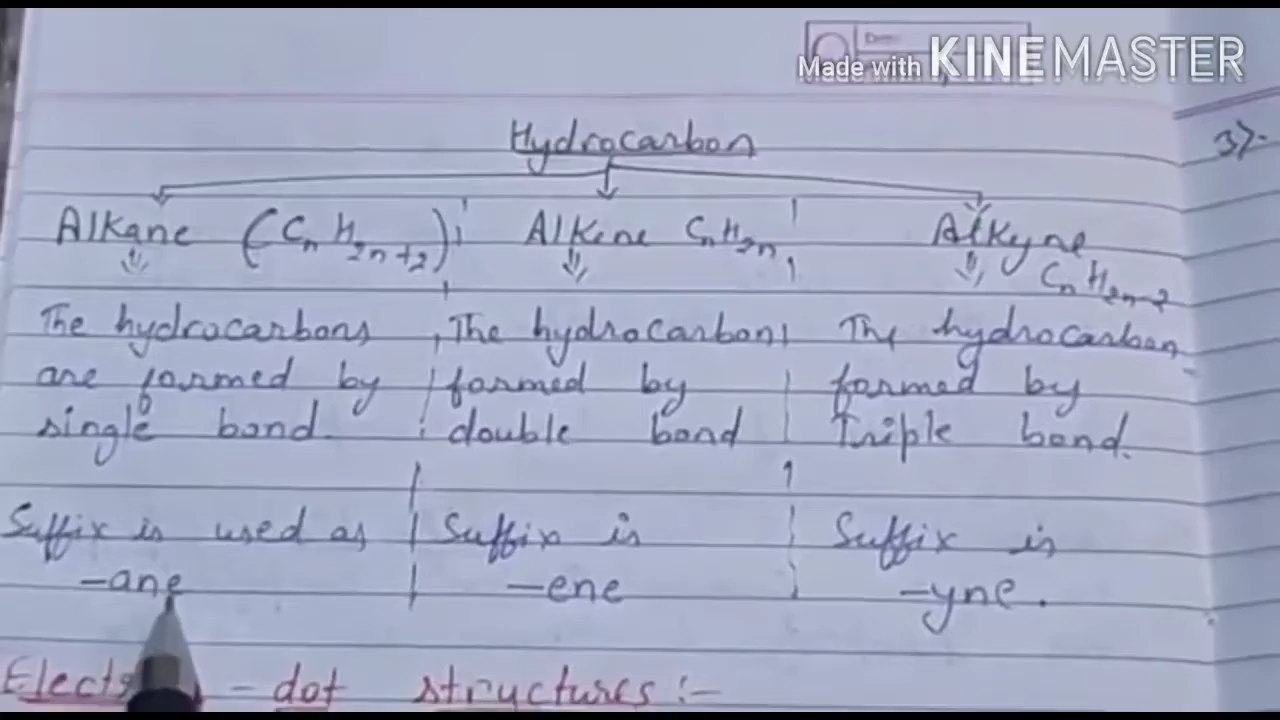 Made with KINEMASTER
3).
Hydrocarbon
Alkane (CnH2n+2) Alkene CnH2n Alkyne CnH2n-2
The hydrocarbons are formed by single bond.
The hydrocarbon formed by double bond
The hydrocarbon formed by Triple bond.
Suffix is used as -ane
Suffix is -ene
Suffix is -yne.
- dot structures :-